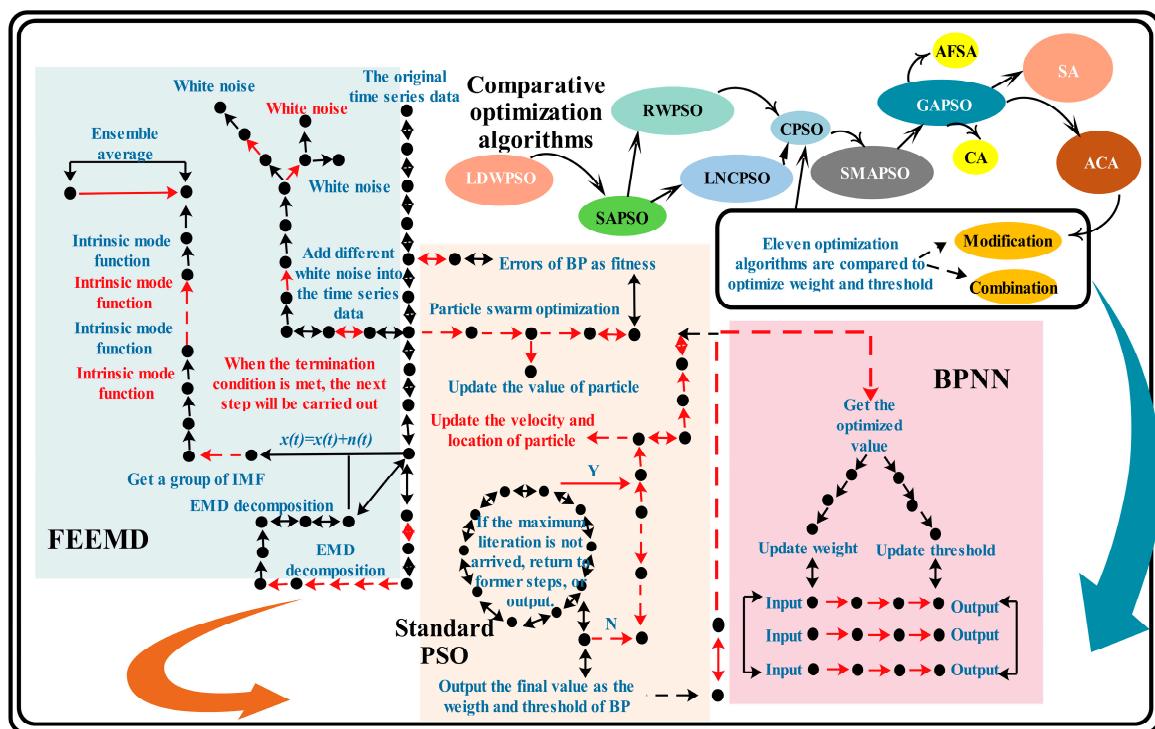 The original
time series data
White noise
White noise
Ensemble
average
White noise
Intrinsic mode
function
Intrinsic mode
function
Intrinsic mode
function
Intrinsic mode
function
Add different
white noise into
the time series
data
When the termination
condition is met, the next
step will be carried out
x(t)=x(t)+n(t)
Get a group of IMF
EMD decomposition
EMD
decomposition
FEEMD
Comparative
optimization
algorithms
LDWPSO
RWPSO
SAPSO
LNCPSO
CPSO
SMAPSO
AFSA
GAPSO
CA
SA
ACA
Eleven optimization
algorithms are compared to
optimize weight and threshold
Modification
Combination
Errors of BP as fitness
Particle swarm optimization
Update the value of particle
Update the velocity and
location of particle
Y
If the maximum
literation is not
arrived, return to
former steps, or
output.
N
Standard
PSO
Output the final value as the
weigth and threshold of BP
BPNN
Get the
optimized
value
Update weight
Update threshold
Input
Output
Input
Output
Input
Output